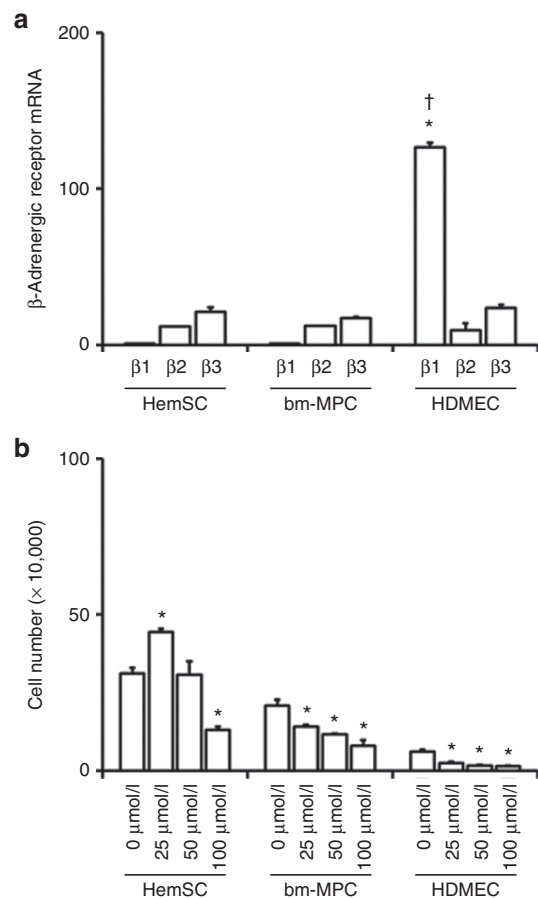 a
β-Adrenergic receptor mRNA
200
100
0
†
*
β1 β2 β3 β1 β2 β3 β1 β2 β3
HemSC bm-MPC HDMEC
b
Cell number (× 10,000)
100
50
0
* * * * * * * *
0 μmol/l 25 μmol/l 50 μmol/l 100 μmol/l 0 μmol/l 25 μmol/l 50 μmol/l 100 μmol/l 0 μmol/l 25 μmol/l 50 μmol/l 100 μmol/l
HemSC bm-MPC HDMEC